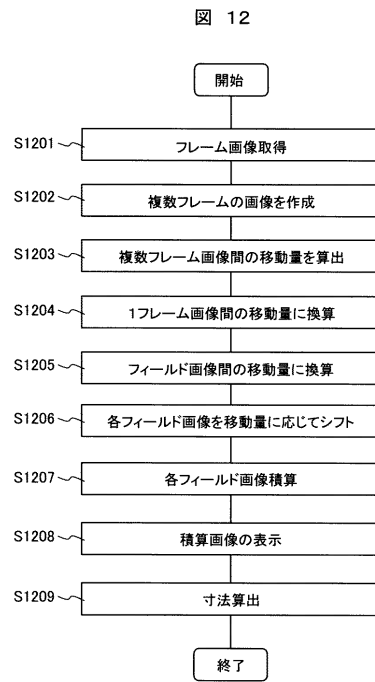 図 12
開始
S1201 フレーム画像取得
S1202 複数フレームの画像を作成
S1203 複数フレーム画像間の移動量を算出
S1204 1フレーム画像間の移動量に換算
S1205 フィールド画像間の移動量に換算
S1206 各フィールド画像を移動量に応じてシフト
S1207 各フィールド画像積算
S1208 積算画像の表示
S1209 寸法算出
終了